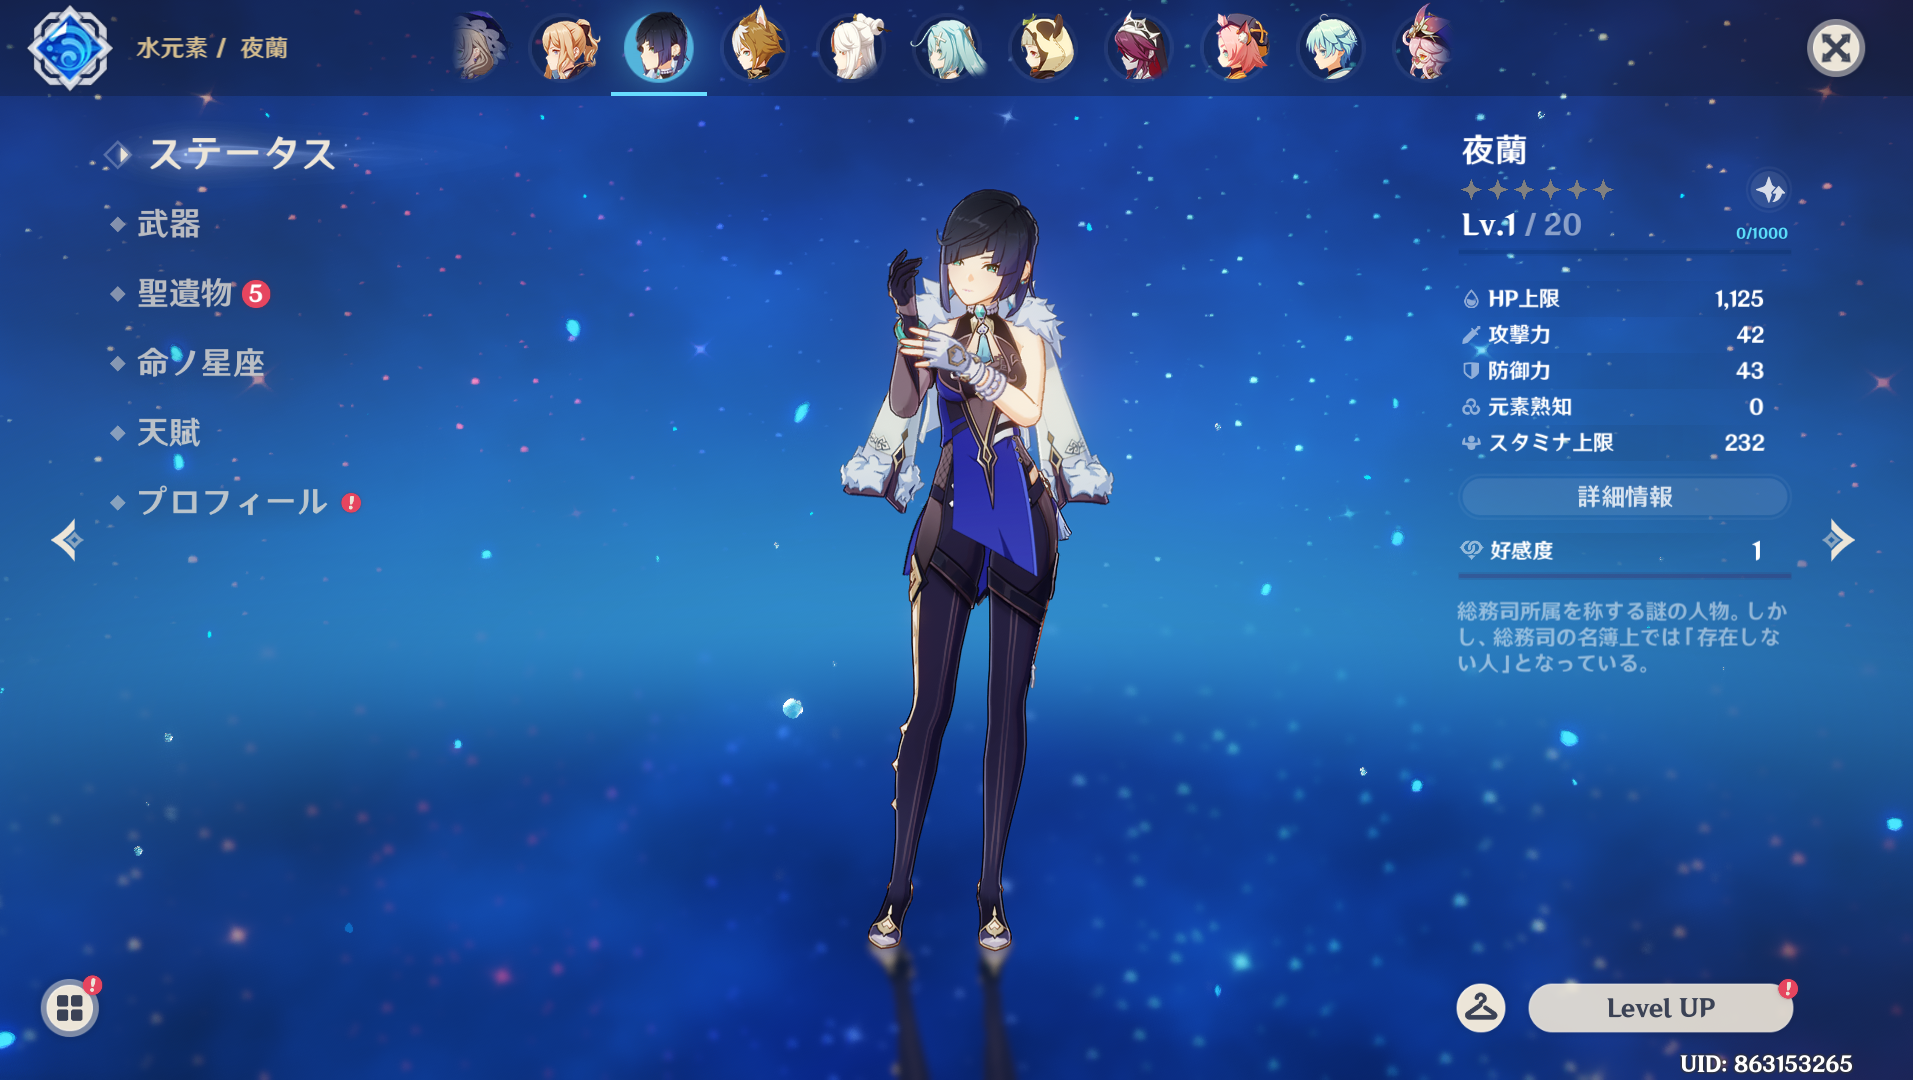 水元素 / 夜蘭
ステータス
武器
聖遺物 5
命ノ星座
天賦
プロフィール !
夜蘭
Lv.1 / 20
0/1000
HP上限 1,125
攻撃力 42
防御力 43
元素熟知 0
スタミナ上限 232
詳細情報
好感度 1
総務司所属を称する謎の人物。しか
し、総務司の名簿上では「存在しな
い人」となっている。
!
Level UP !
UID: 863153265